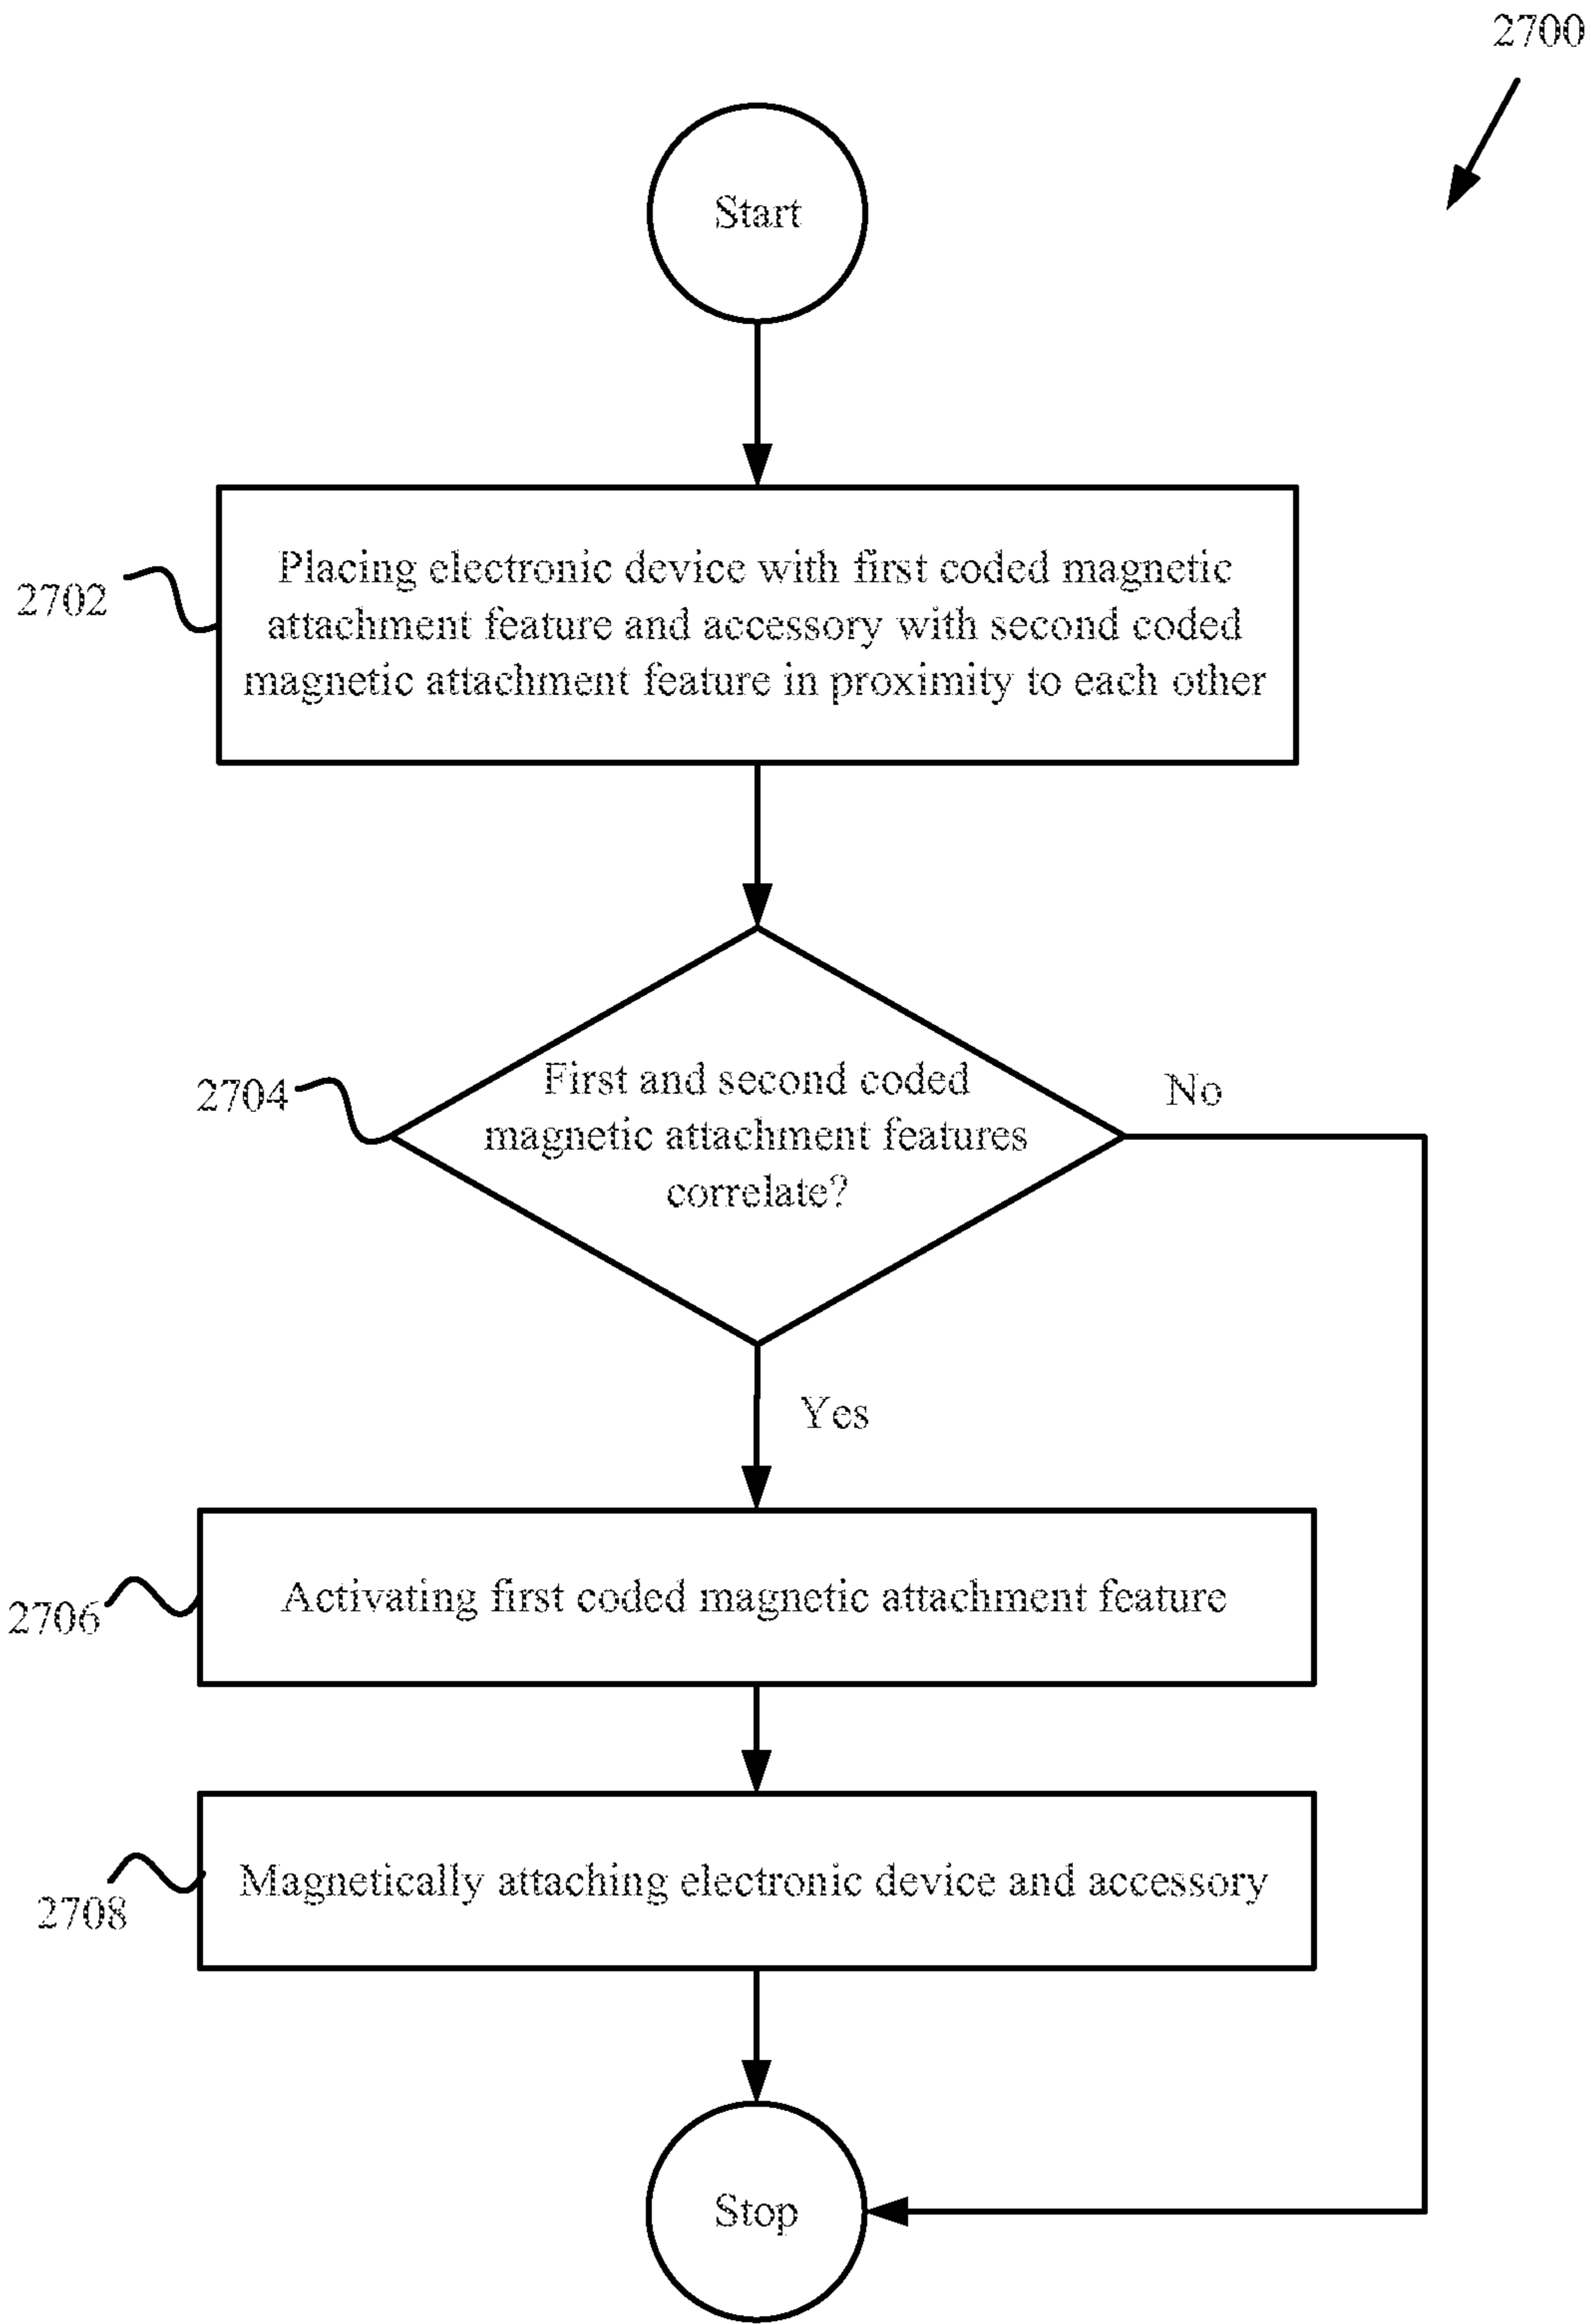 2700
Start
2702
Placing electronic device with first coded magnetic
attachment feature and accessory with second coded
magnetic attachment feature in proximity to each other
2704
First and second coded
magnetic attachment features
correlate?
No
Yes
2706
Activating first coded magnetic attachment feature
2708
Magnetically attaching electronic device and accessory
Stop